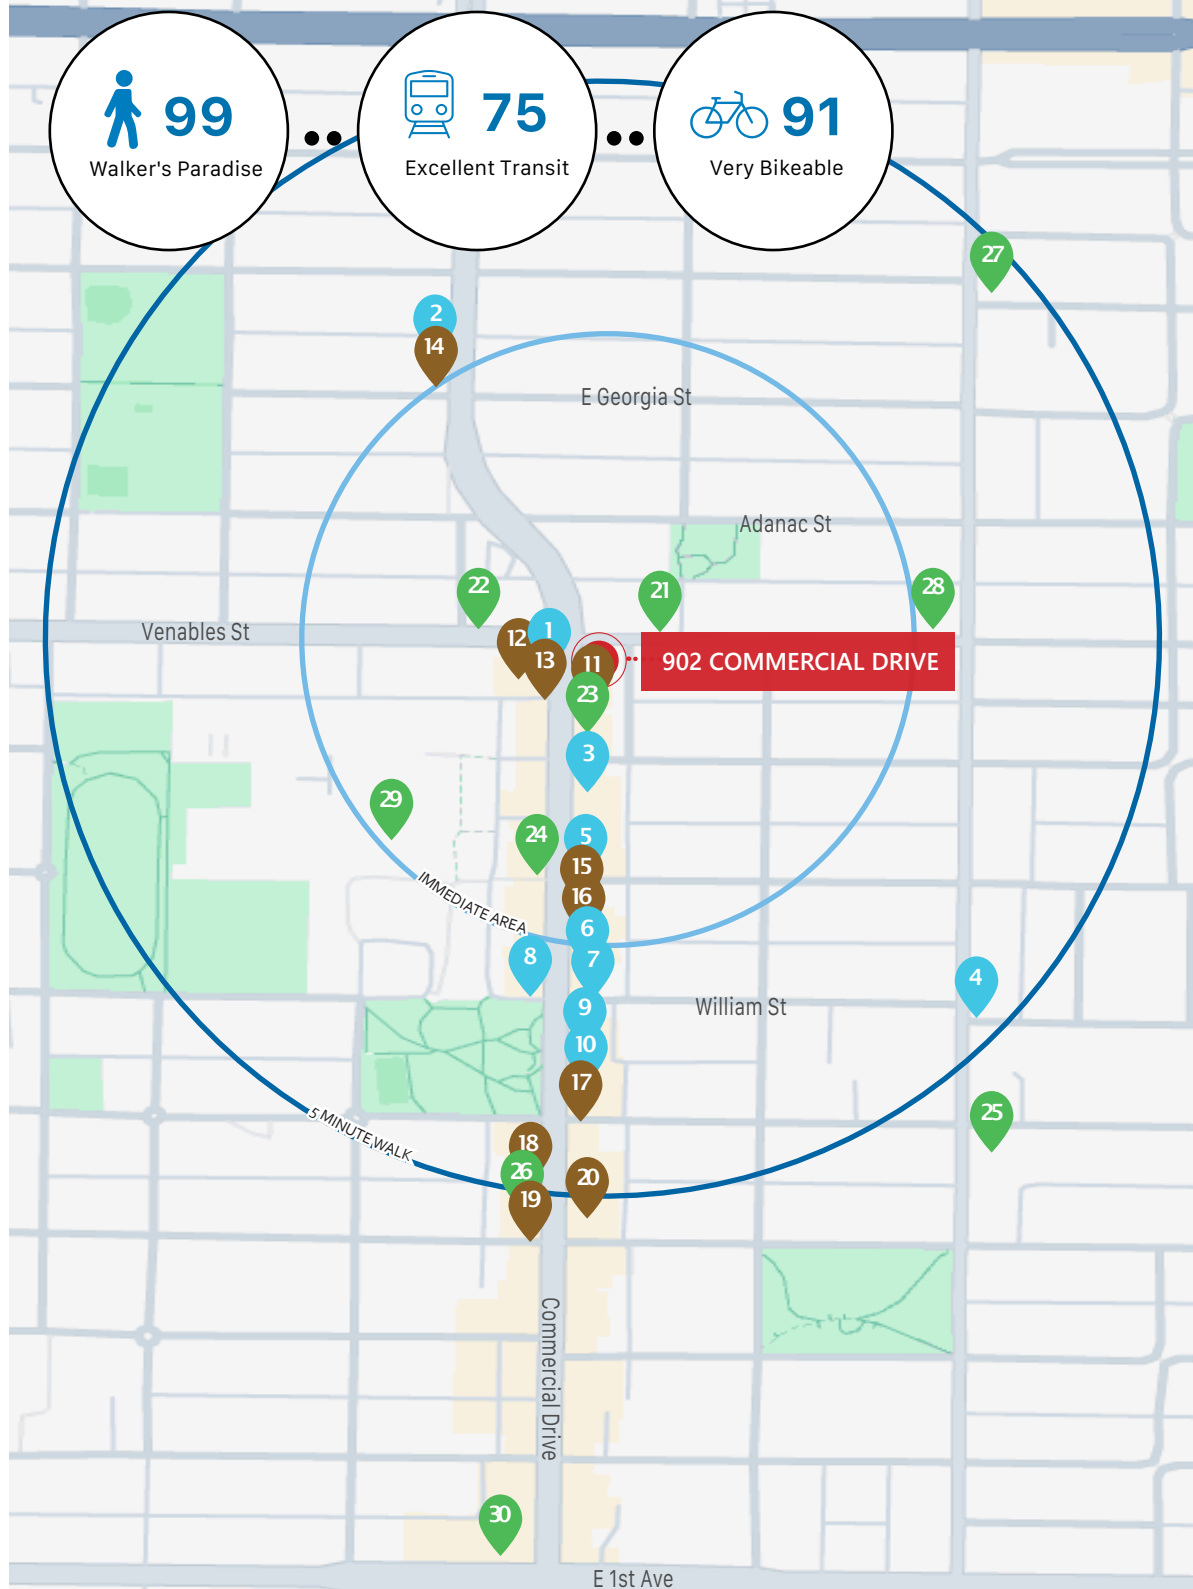 99
Walker's Paradise
75
Excellent Transit
91
Very Bikeable
27
2
14
E Georgia St
Adanac St
22
21
28
Venables St
12
1
13
11
902 COMMERCIAL DRIVE
23
3
29
24
5
15
16
IMMEDIATE AREA
6
8
7
4
9
William St
10
17
5 MINUTE WALK
25
18
26
20
19
Commercial Drive
30
E 1st Ave